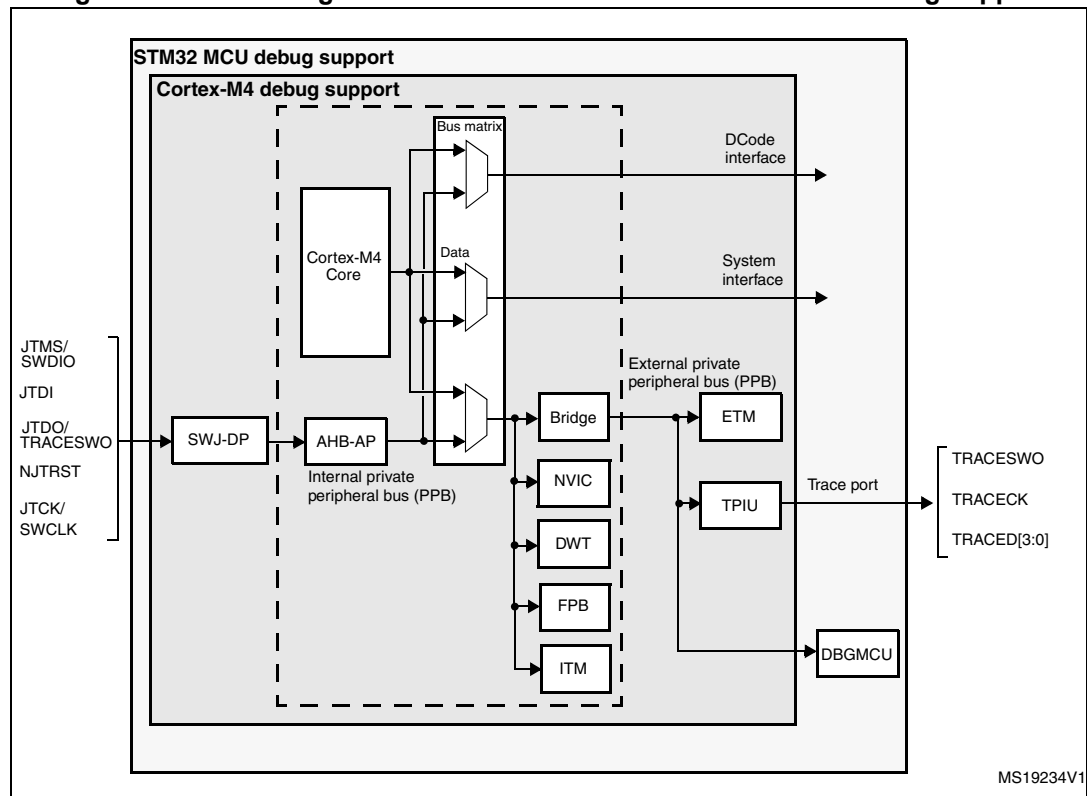 STM32 MCU debug support
Cortex-M4 debug support
Bus matrix
DCode
interface
Cortex-M4
Core
Data
System
interface
JTMS/
SWDIO
JTDI
JTDO/
TRACESWO
NJTRST
JTCK/
SWCLK
SWJ-DP
AHB-AP
Internal private
peripheral bus (PPB)
External private
peripheral bus (PPB)
Bridge
ETM
NVIC
TPIU
Trace port
TRACESWO
TRACECK
TRACED[3:0]
DWT
FPB
ITM
DBGMCU
MS19234V1